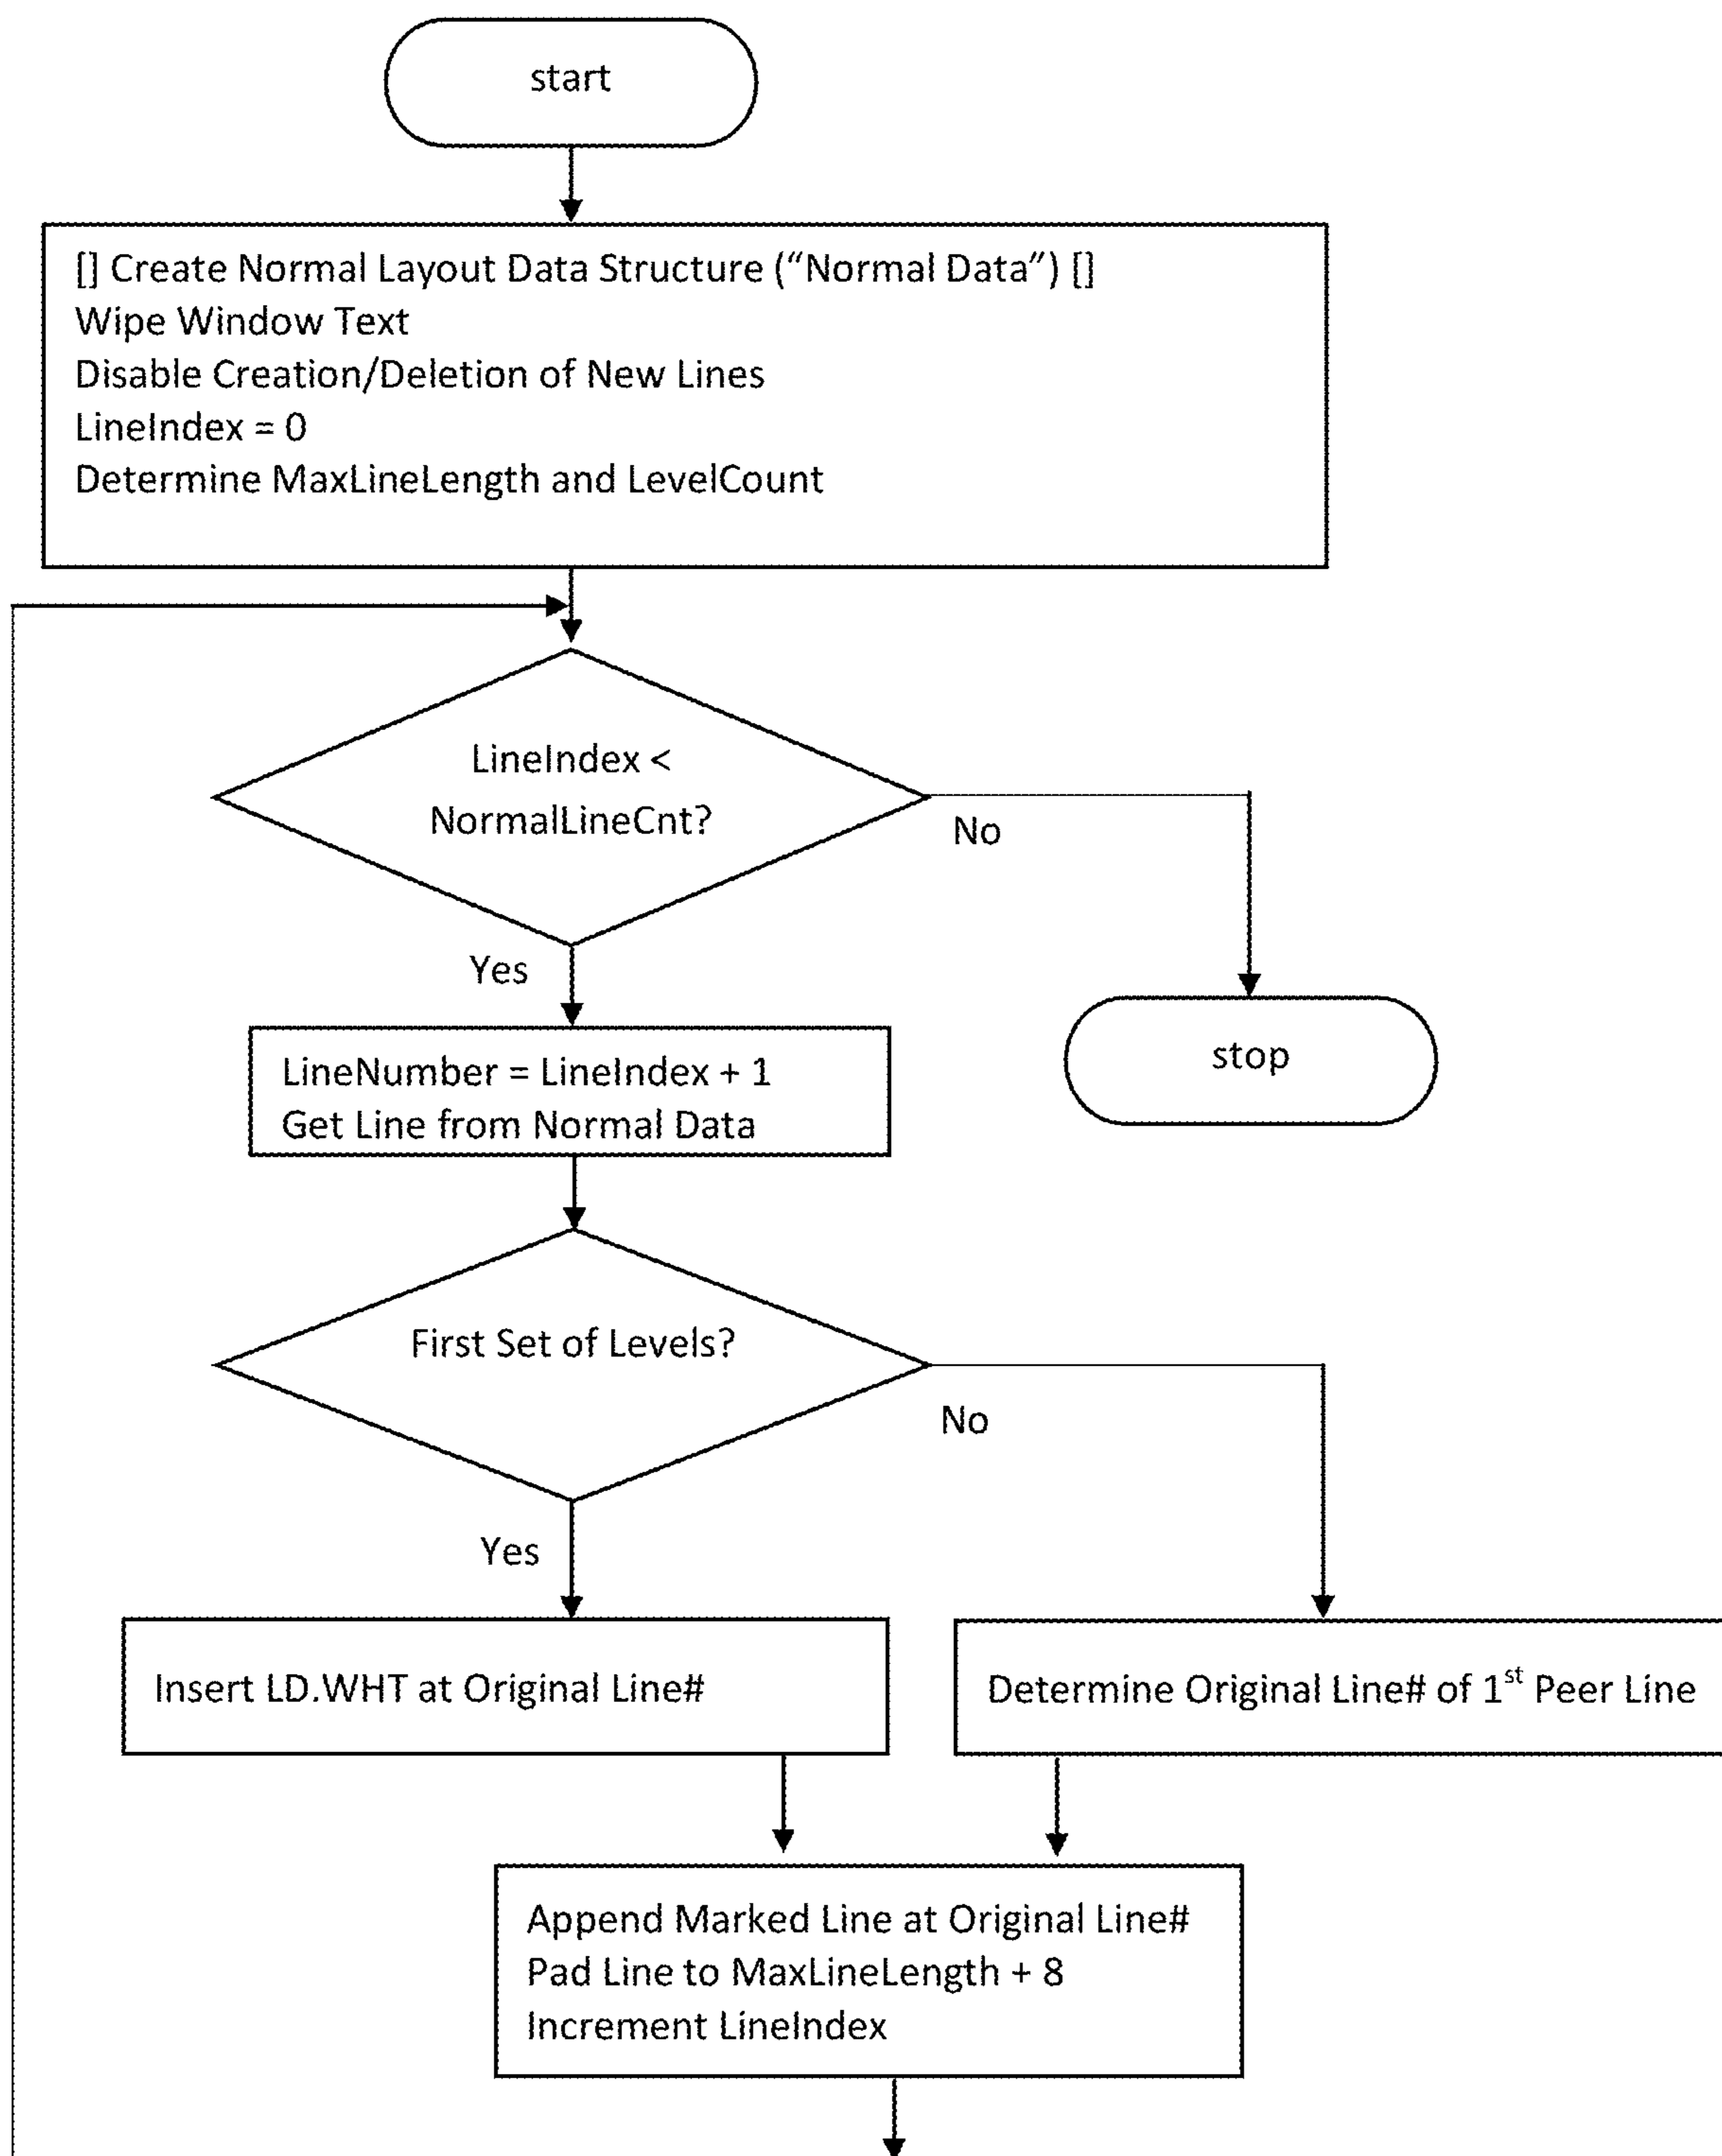 start
[] Create Normal Layout Data Structure (“Normal Data”) []
Wipe Window Text
Disable Creation/Deletion of New Lines
LineIndex = 0
Determine MaxLineLength and LevelCount
LineIndex <
NormalLineCnt?
No
Yes
LineNumber = LineIndex + 1
Get Line from Normal Data
stop
First Set of Levels?
No
Yes
Insert LD.WHT at Original Line#
Determine Original Line# of 1st Peer Line
Append Marked Line at Original Line#
Pad Line to MaxLineLength + 8
Increment LineIndex